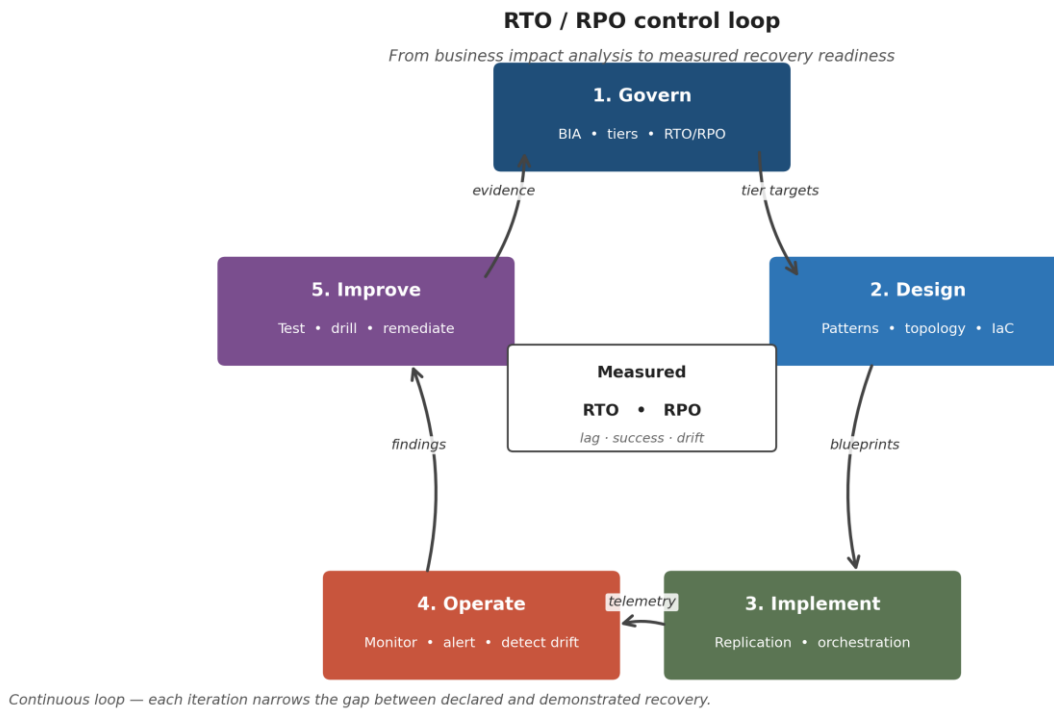 RTO / RPO control loop
From business impact analysis to measured recovery readiness
1. Govern
BIA • tiers • RTO/RPO
evidence
tier targets
5. Improve
Test • drill • remediate
2. Design
Patterns • topology • IaC
Measured
RTO • RPO
lag · success · drift
findings
blueprints
4. Operate
Monitor • alert • detect drift
telemetry
3. Implement
Replication • orchestration
Continuous loop — each iteration narrows the gap between declared and demonstrated recovery.